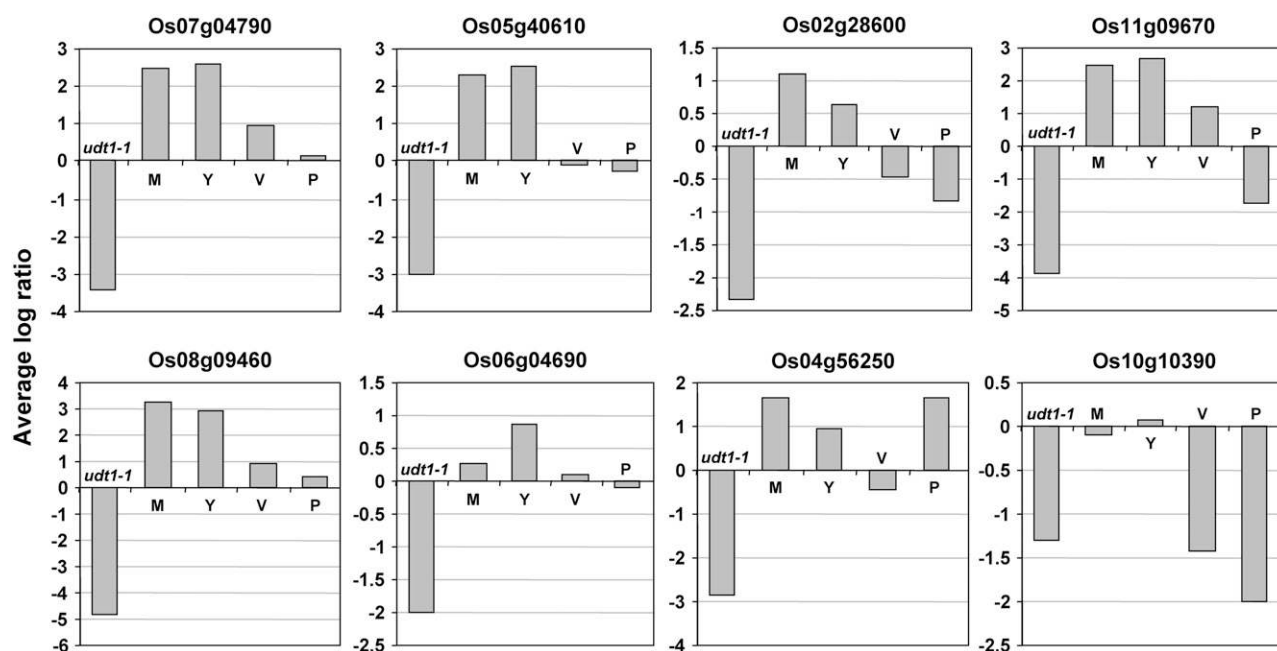 Os07g04790
3
2
1
0
-1
-2
-3
-4
udt1-1
M
Y
V
P
Os05g40610
3
2
1
0
-1
-2
-3
-4
udt1-1
M
Y
V
P
Os02g28600
1.5
1
0.5
0
-0.5
-1
-1.5
-2
-2.5
udt1-1
M
Y
V
P
Os11g09670
3
2
1
0
-1
-2
-3
-4
-5
udt1-1
M
Y
V
P
Average log ratio
Os08g09460
4
3
2
1
0
-1
-2
-3
-4
-5
-6
udt1-1
M
Y
V
P
Os06g04690
1.5
1
0.5
0
-0.5
-1
-1.5
-2
-2.5
udt1-1
M
Y
V
P
Os04g56250
2
1
0
-1
-2
-3
-4
udt1-1
M
Y
V
P
Os10g10390
0.5
0
-0.5
-1
-1.5
-2
-2.5
udt1-1
M
Y
V
P